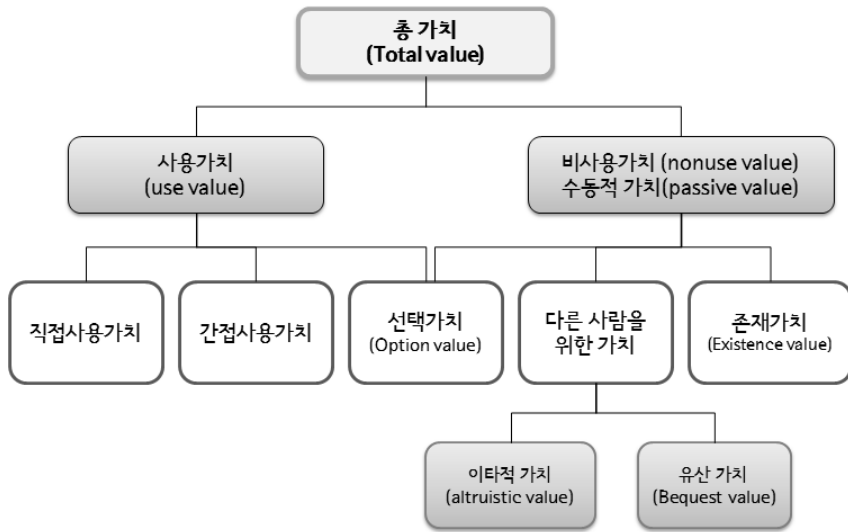 총 가치
(Total value)
사용가치
(use value)
비사용가치 (nonuse value)
수동적 가치(passive value)
직접사용가치
간접사용가치
선택가치
(Option value)
다른 사람을
위한 가치
존재가치
(Existence value)
이타적 가치
(altruistic value)
유산 가치
(Bequest value)